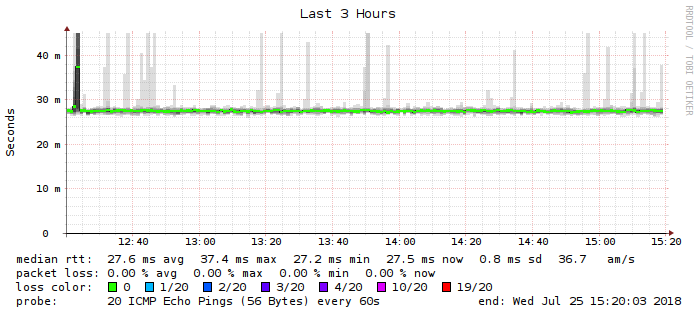 Last 3 Hours
RRDTOOL / TOBI OETIKER
Seconds
40 m
30 m
20 m
10 m
0
12:40 13:00 13:20 13:40 14:00 14:20 14:40 15:00 15:20
median rtt: 27.6 ms avg 37.4 ms max 27.2 ms min 27.5 ms now 0.8 ms sd 36.7 am/s
packet loss: 0.00 % avg 0.00 % max 0.00 % min 0.00 % now
loss color: 0 1/20 2/20 3/20 4/20 10/20 19/20
probe: 20 ICMP Echo Pings (56 Bytes) every 60s end: Wed Jul 25 15:20:03 2018